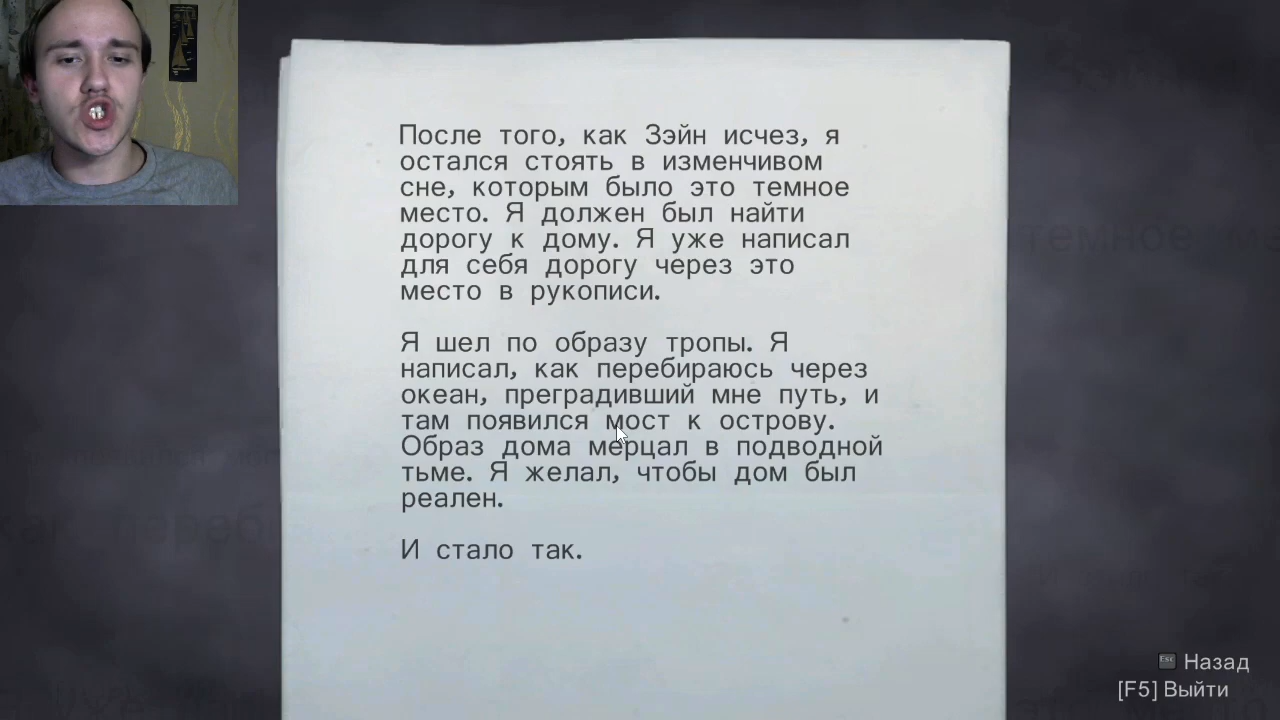 После того, как Зэйн исчез, я
остался стоять в изменчивом
сне, которым было это темное
место. Я должен был найти
дорогу к дому. Я уже написал
для себя дорогу через это
место в рукописи.
Я шел по образу тропы. Я
написал, как перебираюсь через
океан, преградивший мне путь, и
там появился мост к острову.
Образ дома мерцал в подводной
тьме. Я желал, чтобы дом был
реален.
И стало так.
Esc Назад
[F5] Выйти